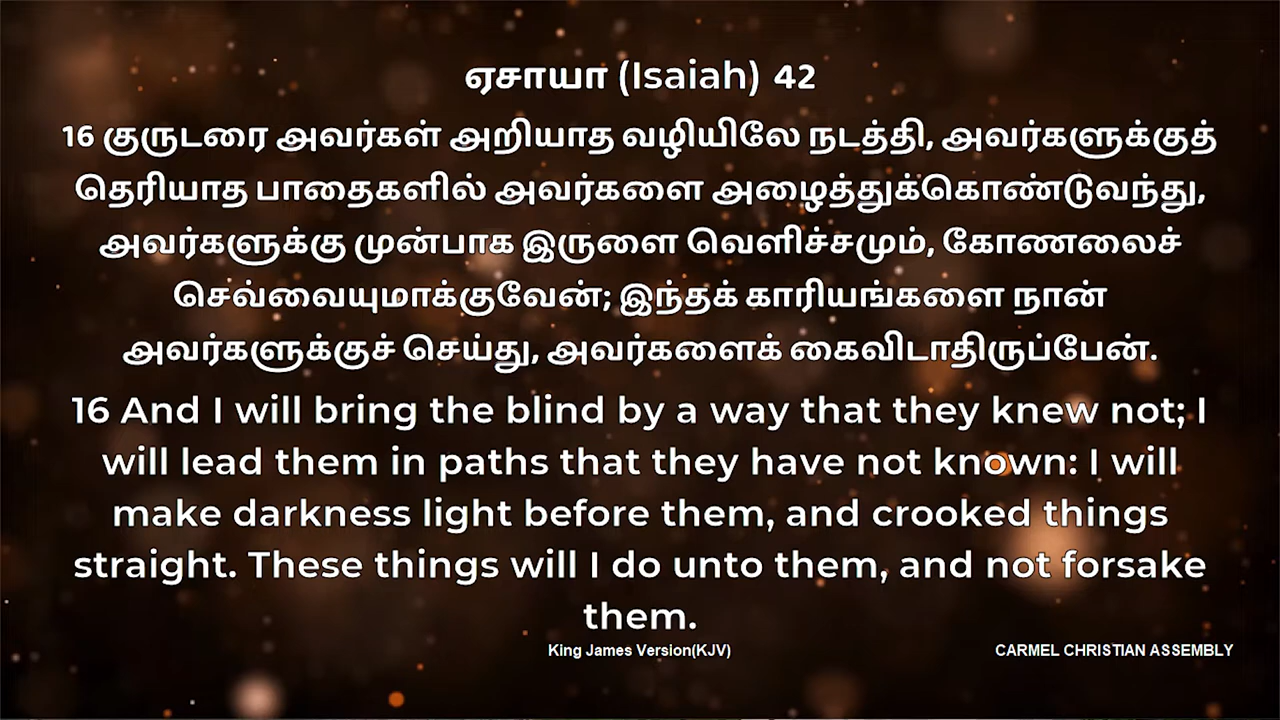 ஏசாயா (Isaiah) 42
16 குருடரை அவர்கள் அறியாத வழியிலே நடத்தி, அவர்களுக்குத்
தெரியாத பாதைகளில் அவர்களை அழைத்துக்கொண்டுவந்து,
அவர்களுக்கு முன்பாக இருளை வெளிச்சமும், கோணலைச்
செவ்வையுமாக்குவேன்; இந்தக் காரியங்களை நான்
அவர்களுக்குச் செய்து, அவர்களைக் கைவிடாதிருப்பேன்.
16 And I will bring the blind by a way that they knew not; I
will lead them in paths that they have not known: I will
make darkness light before them, and crooked things
straight. These things will I do unto them, and not forsake
them.
King James Version(KJV)
CARMEL CHRISTIAN ASSEMBLY